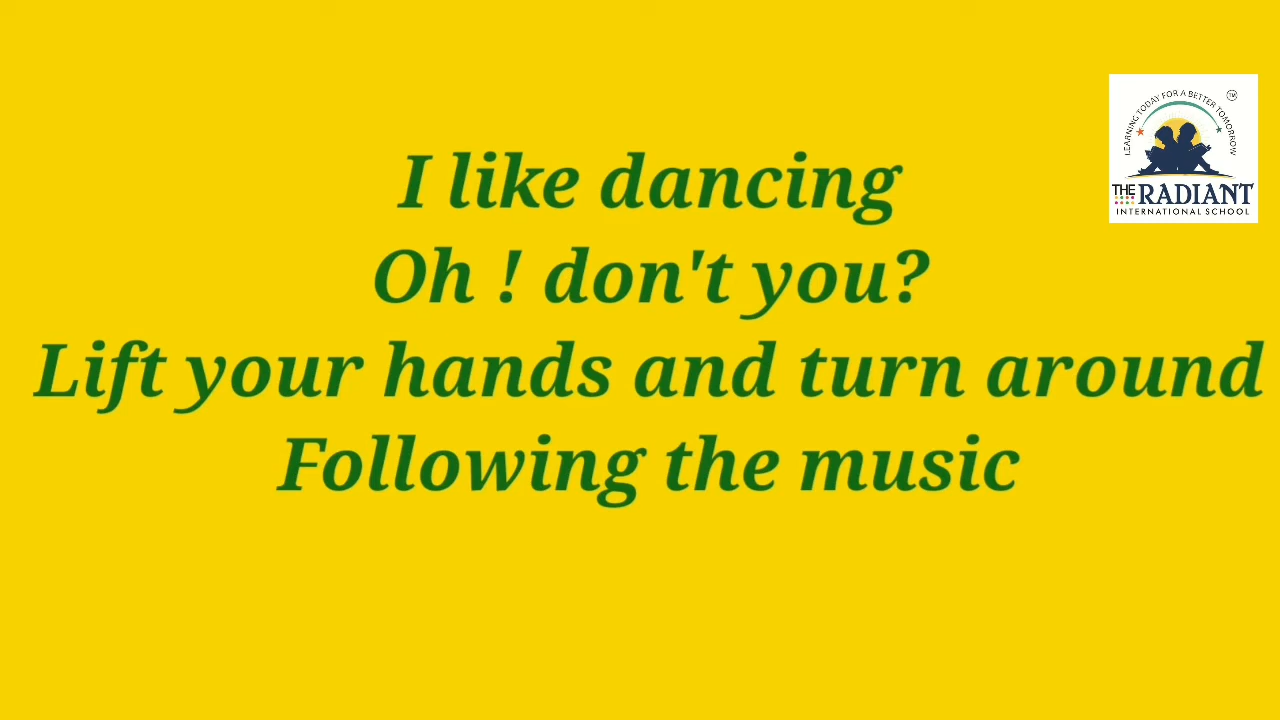 I like dancing
Oh ! don't you?
Lift your hands and turn around
Following the music
LEARNING TODAY FOR A BETTER TOMORROW
TM
THE RADIANT
INTERNATIONAL SCHOOL